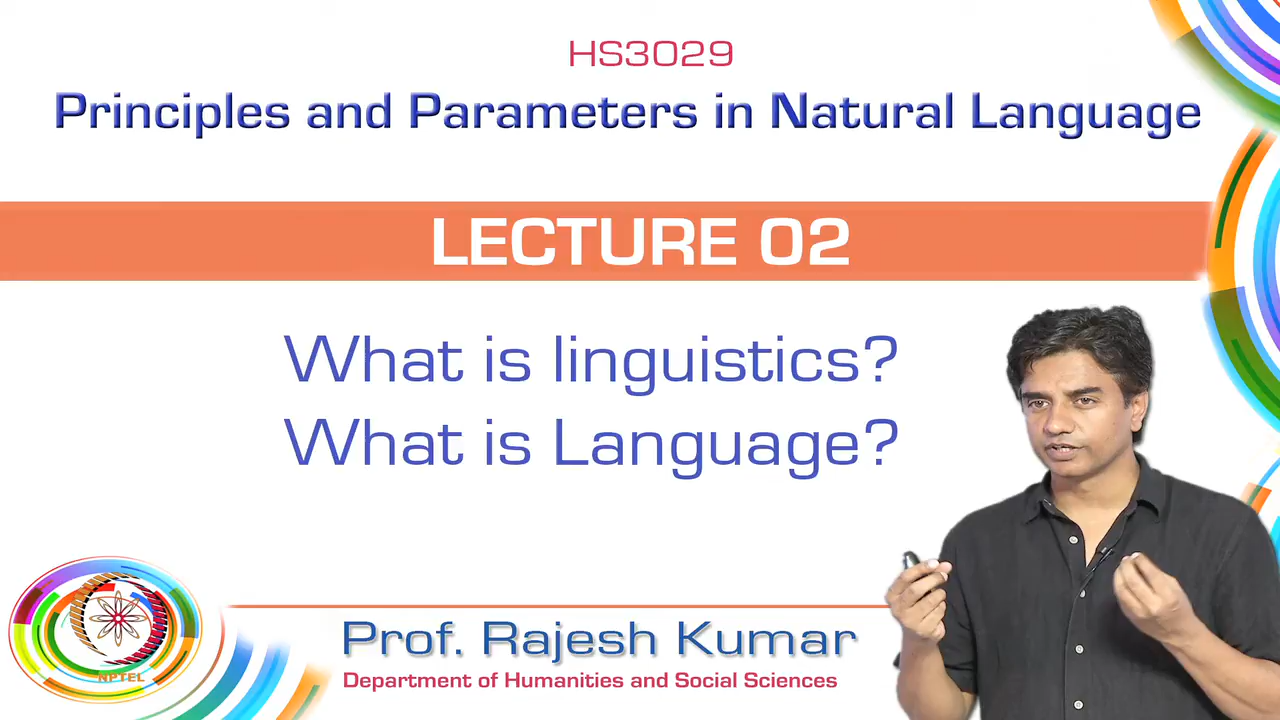 HS3029
Principles and Parameters in Natural Language
LECTURE 02
What is linguistics?
What is Language?
Prof. Rajesh Kumar
Department of Humanities and Social Sciences
NPTEL